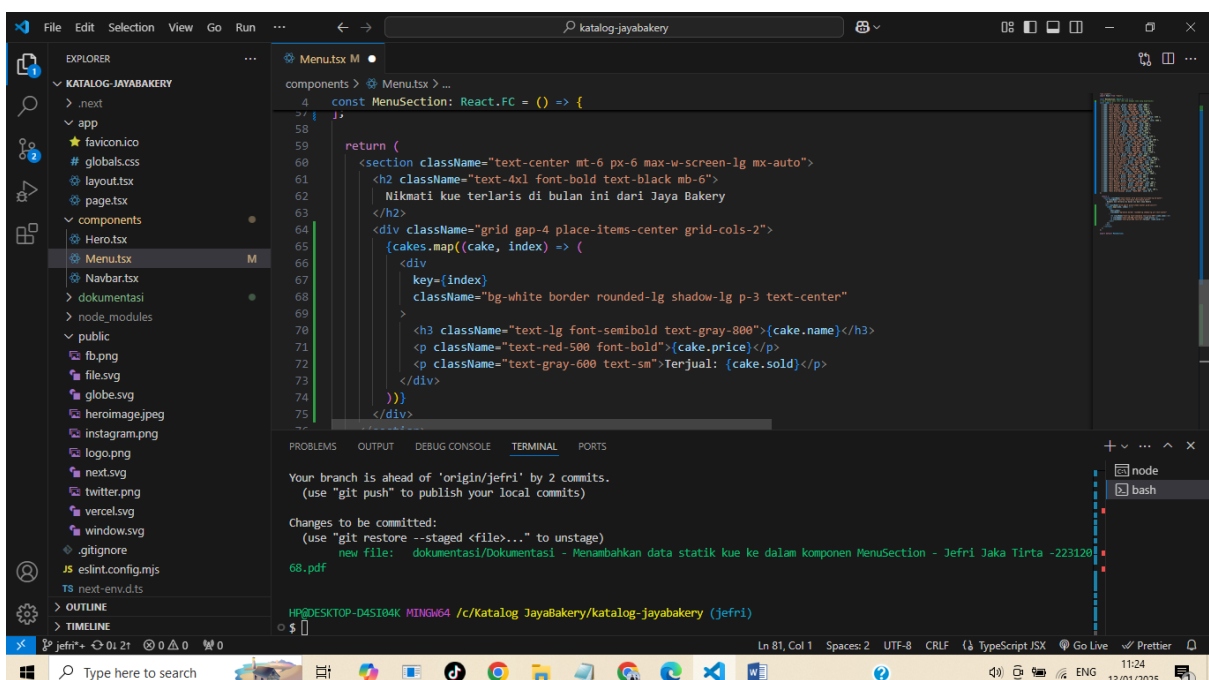 File Edit Selection View Go Run ··· katalog-jayabakery
EXPLORER
KATALOG-JAYABAKERY
.next
app
favicon.ico
# globals.css
layout.tsx
page.tsx
components
Hero.tsx
Menu.tsx M
Navbar.tsx
dokumentasi
node_modules
public
fb.png
file.svg
globe.svg
heroimage.jpeg
instagram.png
logo.png
next.svg
twitter.png
vercel.svg
window.svg
.gitignore
JS eslint.config.mjs
TS next-env.d.ts
OUTLINE
TIMELINE
1
2
Menu.tsx M ●
components > Menu.tsx > ...
4 const MenuSection: React.FC = () => {
57 ];
58
59 return (
60 <section className="text-center mt-6 px-6 max-w-screen-lg mx-auto">
61 <h2 className="text-4xl font-bold text-black mb-6">
62 Nikmati kue terlaris di bulan ini dari Jaya Bakery
63 </h2>
64 <div className="grid gap-4 place-items-center grid-cols-2">
65 {cakes.map((cake, index) => (
66 <div
67 key={index}
68 className="bg-white border rounded-lg shadow-lg p-3 text-center"
69 >
70 <h3 className="text-lg font-semibold text-gray-800">{cake.name}</h3>
71 <p className="text-red-500 font-bold">{cake.price}</p>
72 <p className="text-gray-600 text-sm">Terjual: {cake.sold}</p>
73 </div>
74 ))}
75 </div>
PROBLEMS OUTPUT DEBUG CONSOLE TERMINAL PORTS
Your branch is ahead of 'origin/jefri' by 2 commits.
(use "git push" to publish your local commits)
Changes to be committed:
(use "git restore --staged <file>..." to unstage)
new file: dokumentasi/Dokumentasi - Menambahkan data statik kue ke dalam komponen MenuSection - Jefri Jaka Tirta -223120
68.pdf
HP@DESKTOP-D4SI04K MINGW64 /c/Katalog JayaBakery/katalog-jayabakery (jefri)
$
node
bash
jefri*+ 0↓ 2↑ 0 0 0 Ln 81, Col 1 Spaces: 2 UTF-8 CRLF TypeScript JSX Go Live Prettier
Type here to search ENG 11:24
13/01/2025